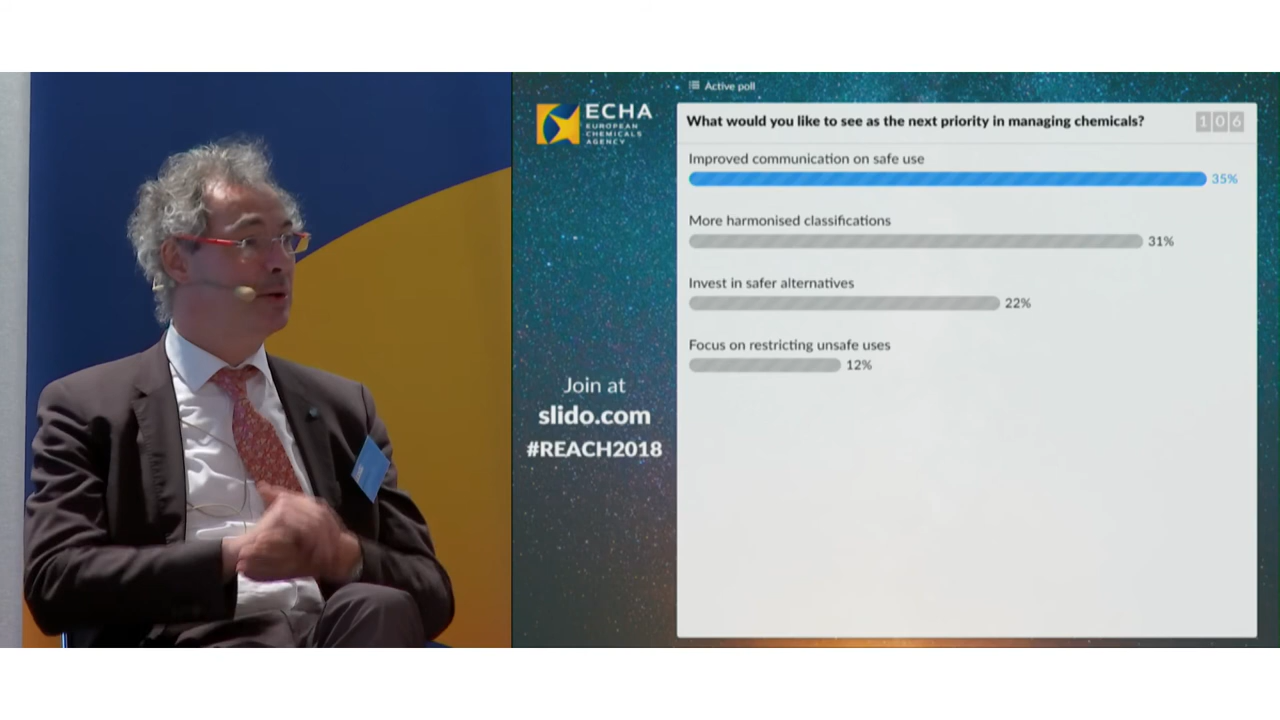 Active poll
ECHA
EUROPEAN
CHEMICALS
AGENCY
What would you like to see as the next priority in managing chemicals?
106
Improved communication on safe use
35%
More harmonised classifications
31%
Invest in safer alternatives
22%
Focus on restricting unsafe uses
12%
Join at
slido.com
#REACH2018